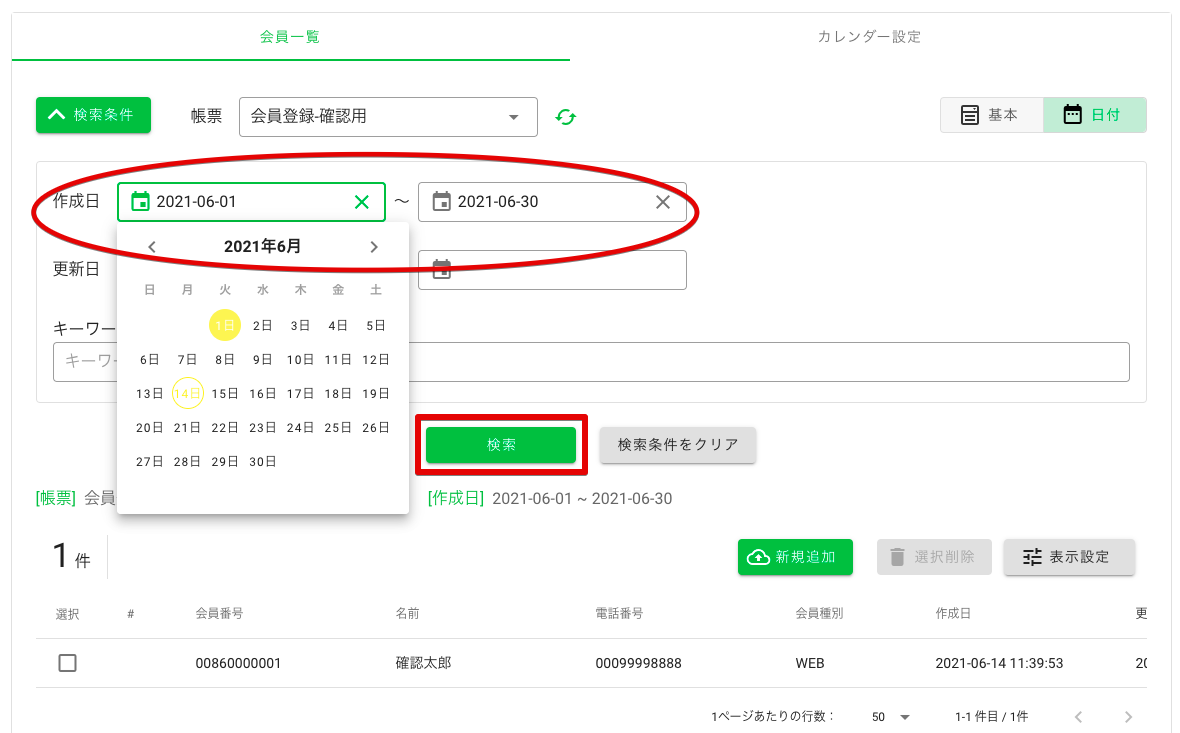 会員一覧 カレンダー設定
検索条件 帳票 会員登録-確認用 基本 日付
作成日 2021-06-01 ～ 2021-06-30
2021年6月
更新日
日 月 火 水 木 金 土
1日 2日 3日 4日 5日
キーワー
6日 7日 8日 9日 10日 11日 12日
キーワ
13日 14日 15日 16日 17日 18日 19日
20日 21日 22日 23日 24日 25日 26日
検索 検索条件をクリア
27日 28日 29日 30日
[帳票] 会員 [作成日] 2021-06-01 ~ 2021-06-30
1 件 新規追加 選択削除 表示設定
選択 # 会員番号 名前 電話番号 会員種別 作成日 更
00860000001 確認太郎 00099998888 WEB 2021-06-14 11:39:53 20
1ページあたりの行数： 50 1-1 件目 / 1件